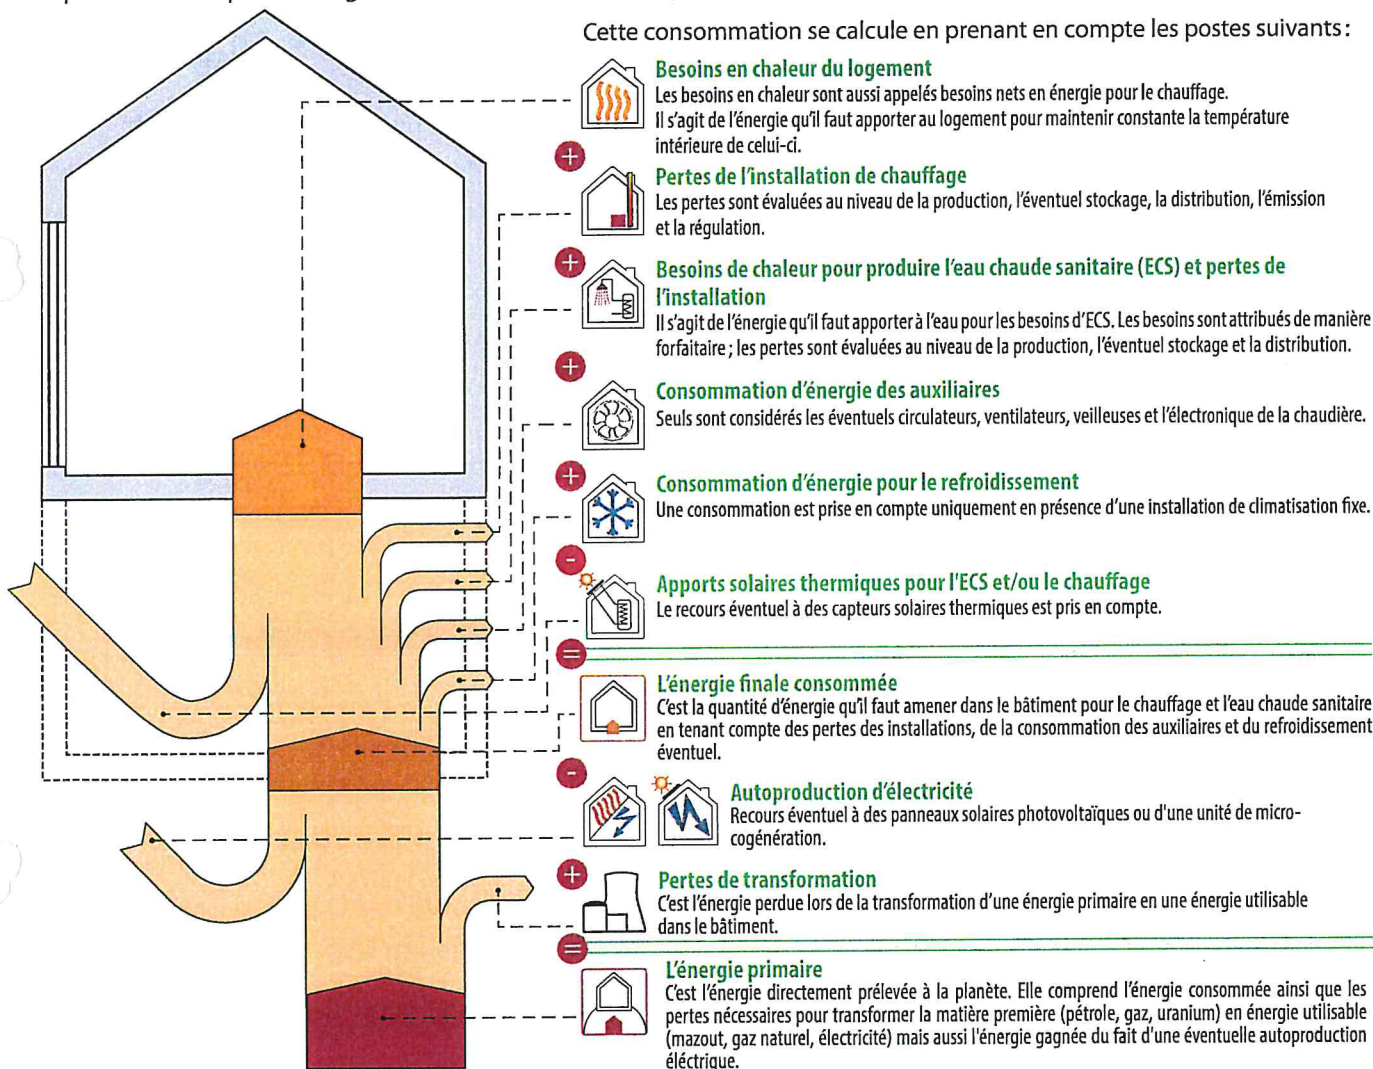 Cette consommation se calcule en prenant en compte les postes suivants :
Besoins en chaleur du logement
Les besoins en chaleur sont aussi appelés besoins nets en énergie pour le chauffage.
Il s'agit de l'énergie qu'il faut apporter au logement pour maintenir constante la température
intérieure de celui-ci.
+
Pertes de l'installation de chauffage
Les pertes sont évaluées au niveau de la production, l'éventuel stockage, la distribution, l'émission
et la régulation.
+
Besoins de chaleur pour produire l'eau chaude sanitaire (ECS) et pertes de
l'installation
Il s'agit de l'énergie qu'il faut apporter à l'eau pour les besoins d'ECS. Les besoins sont attribués de manière
forfaitaire ; les pertes sont évaluées au niveau de la production, l'éventuel stockage et la distribution.
+
Consommation d'énergie des auxiliaires
Seuls sont considérés les éventuels circulateurs, ventilateurs, veilleuses et l'électronique de la chaudière.
+
Consommation d'énergie pour le refroidissement
Une consommation est prise en compte uniquement en présence d'une installation de climatisation fixe.
-
Apports solaires thermiques pour l'ECS et/ou le chauffage
Le recours éventuel à des capteurs solaires thermiques est pris en compte.
=
L'énergie finale consommée
C'est la quantité d'énergie qu'il faut amener dans le bâtiment pour le chauffage et l'eau chaude sanitaire
en tenant compte des pertes des installations, de la consommation des auxiliaires et du refroidissement
éventuel.
-
Autoproduction d'électricité
Recours éventuel à des panneaux solaires photovoltaïques ou d'une unité de micro-
cogénération.
+
Pertes de transformation
C'est l'énergie perdue lors de la transformation d'une énergie primaire en une énergie utilisable
dans le bâtiment.
=
L'énergie primaire
C'est l'énergie directement prélevée à la planète. Elle comprend l'énergie consommée ainsi que les
pertes nécessaires pour transformer la matière première (pétrole, gaz, uranium) en énergie utilisable
(mazout, gaz naturel, électricité) mais aussi l'énergie gagnée du fait d'une éventuelle autoproduction
éléctrique.